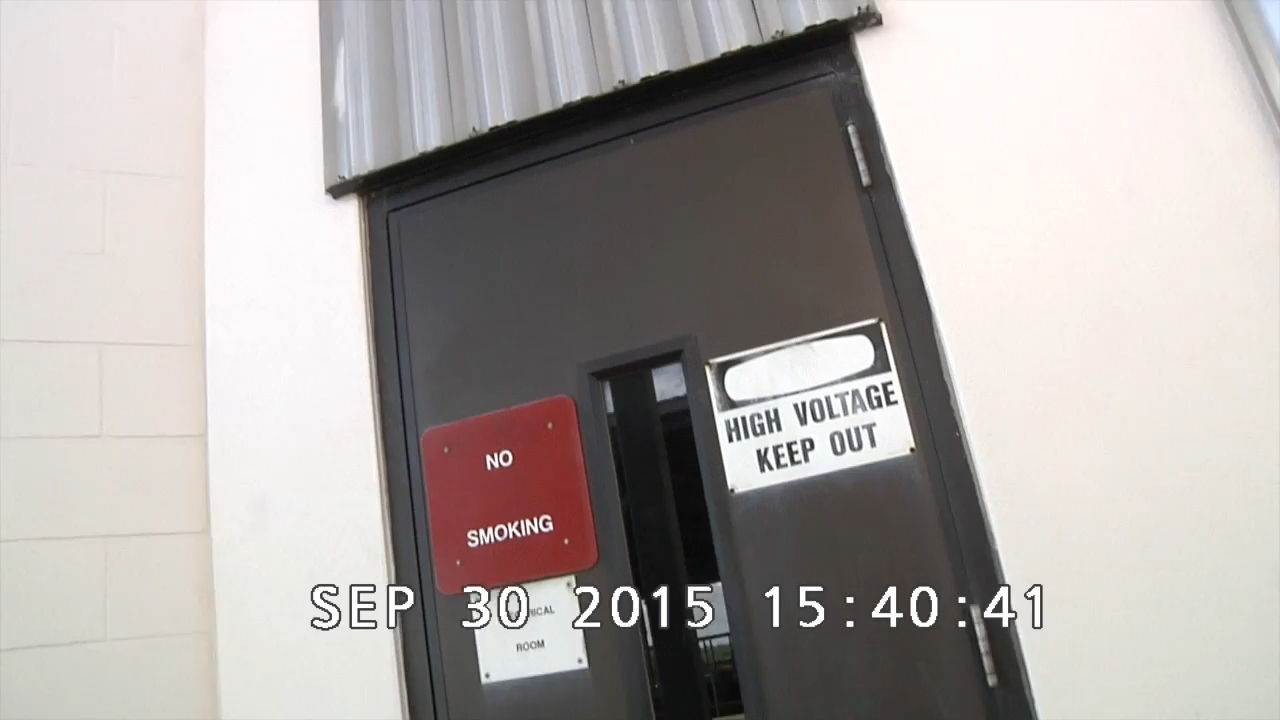 NO
SMOKING
HIGH VOLTAGE
KEEP OUT
ROOM
SEP 30 2015 15:40:41